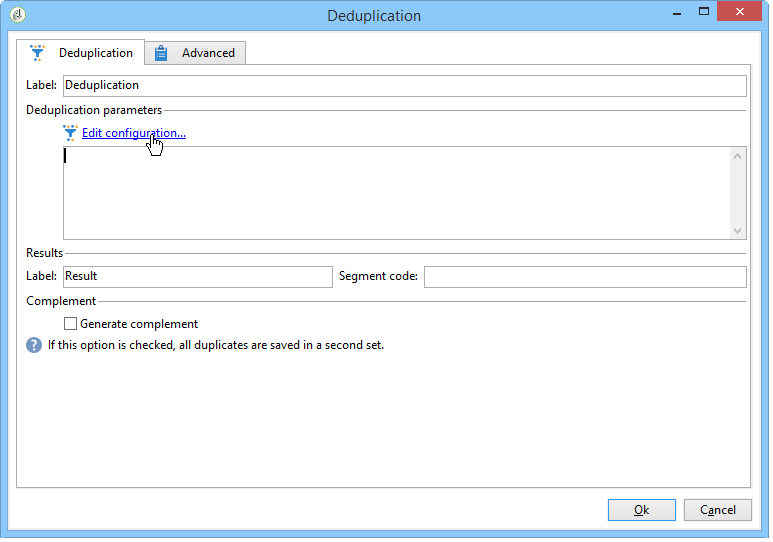 Deduplication
Deduplication Advanced
Label: Deduplication
Deduplication parameters
Edit configuration...
Results
Label: Result Segment code:
Complement
Generate complement
? If this option is checked, all duplicates are saved in a second set.
Ok Cancel